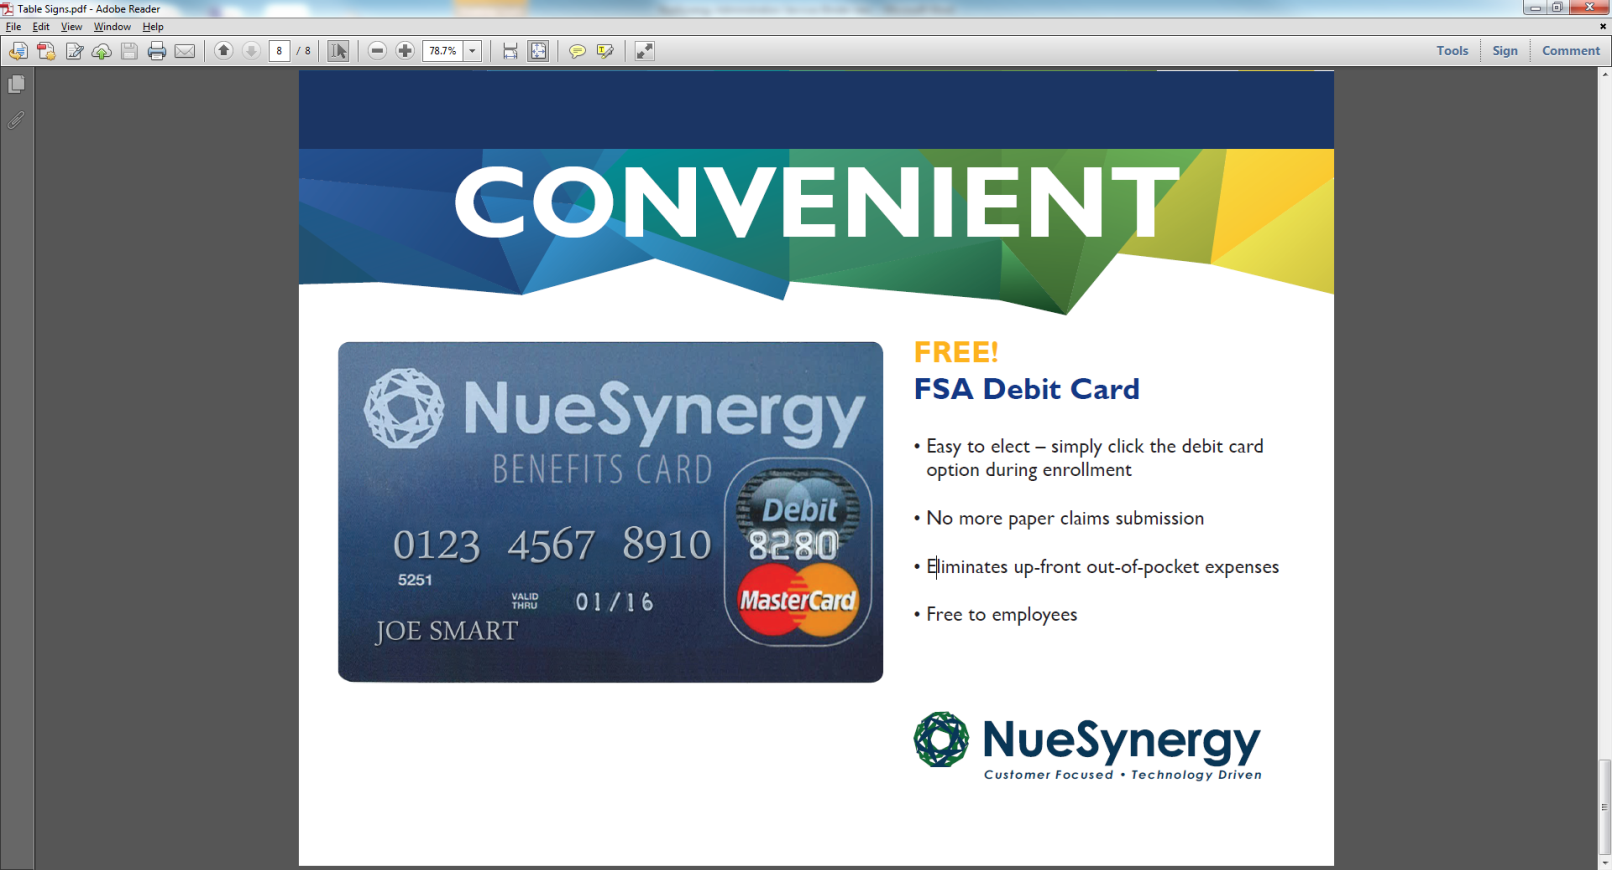 Table Signs.pdf - Adobe Reader
File Edit View Window Help
8 / 8 78.7% Tools Sign Comment
CONVENIENT
NueSynergy
BENEFITS CARD
Debit
0123 4567 8910 8280
5251
MasterCard
VALID THRU 01/16
JOE SMART
FREE!
FSA Debit Card
• Easy to elect – simply click the debit card
option during enrollment
• No more paper claims submission
• Eliminates up-front out-of-pocket expenses
• Free to employees
NueSynergy
Customer Focused • Technology Driven